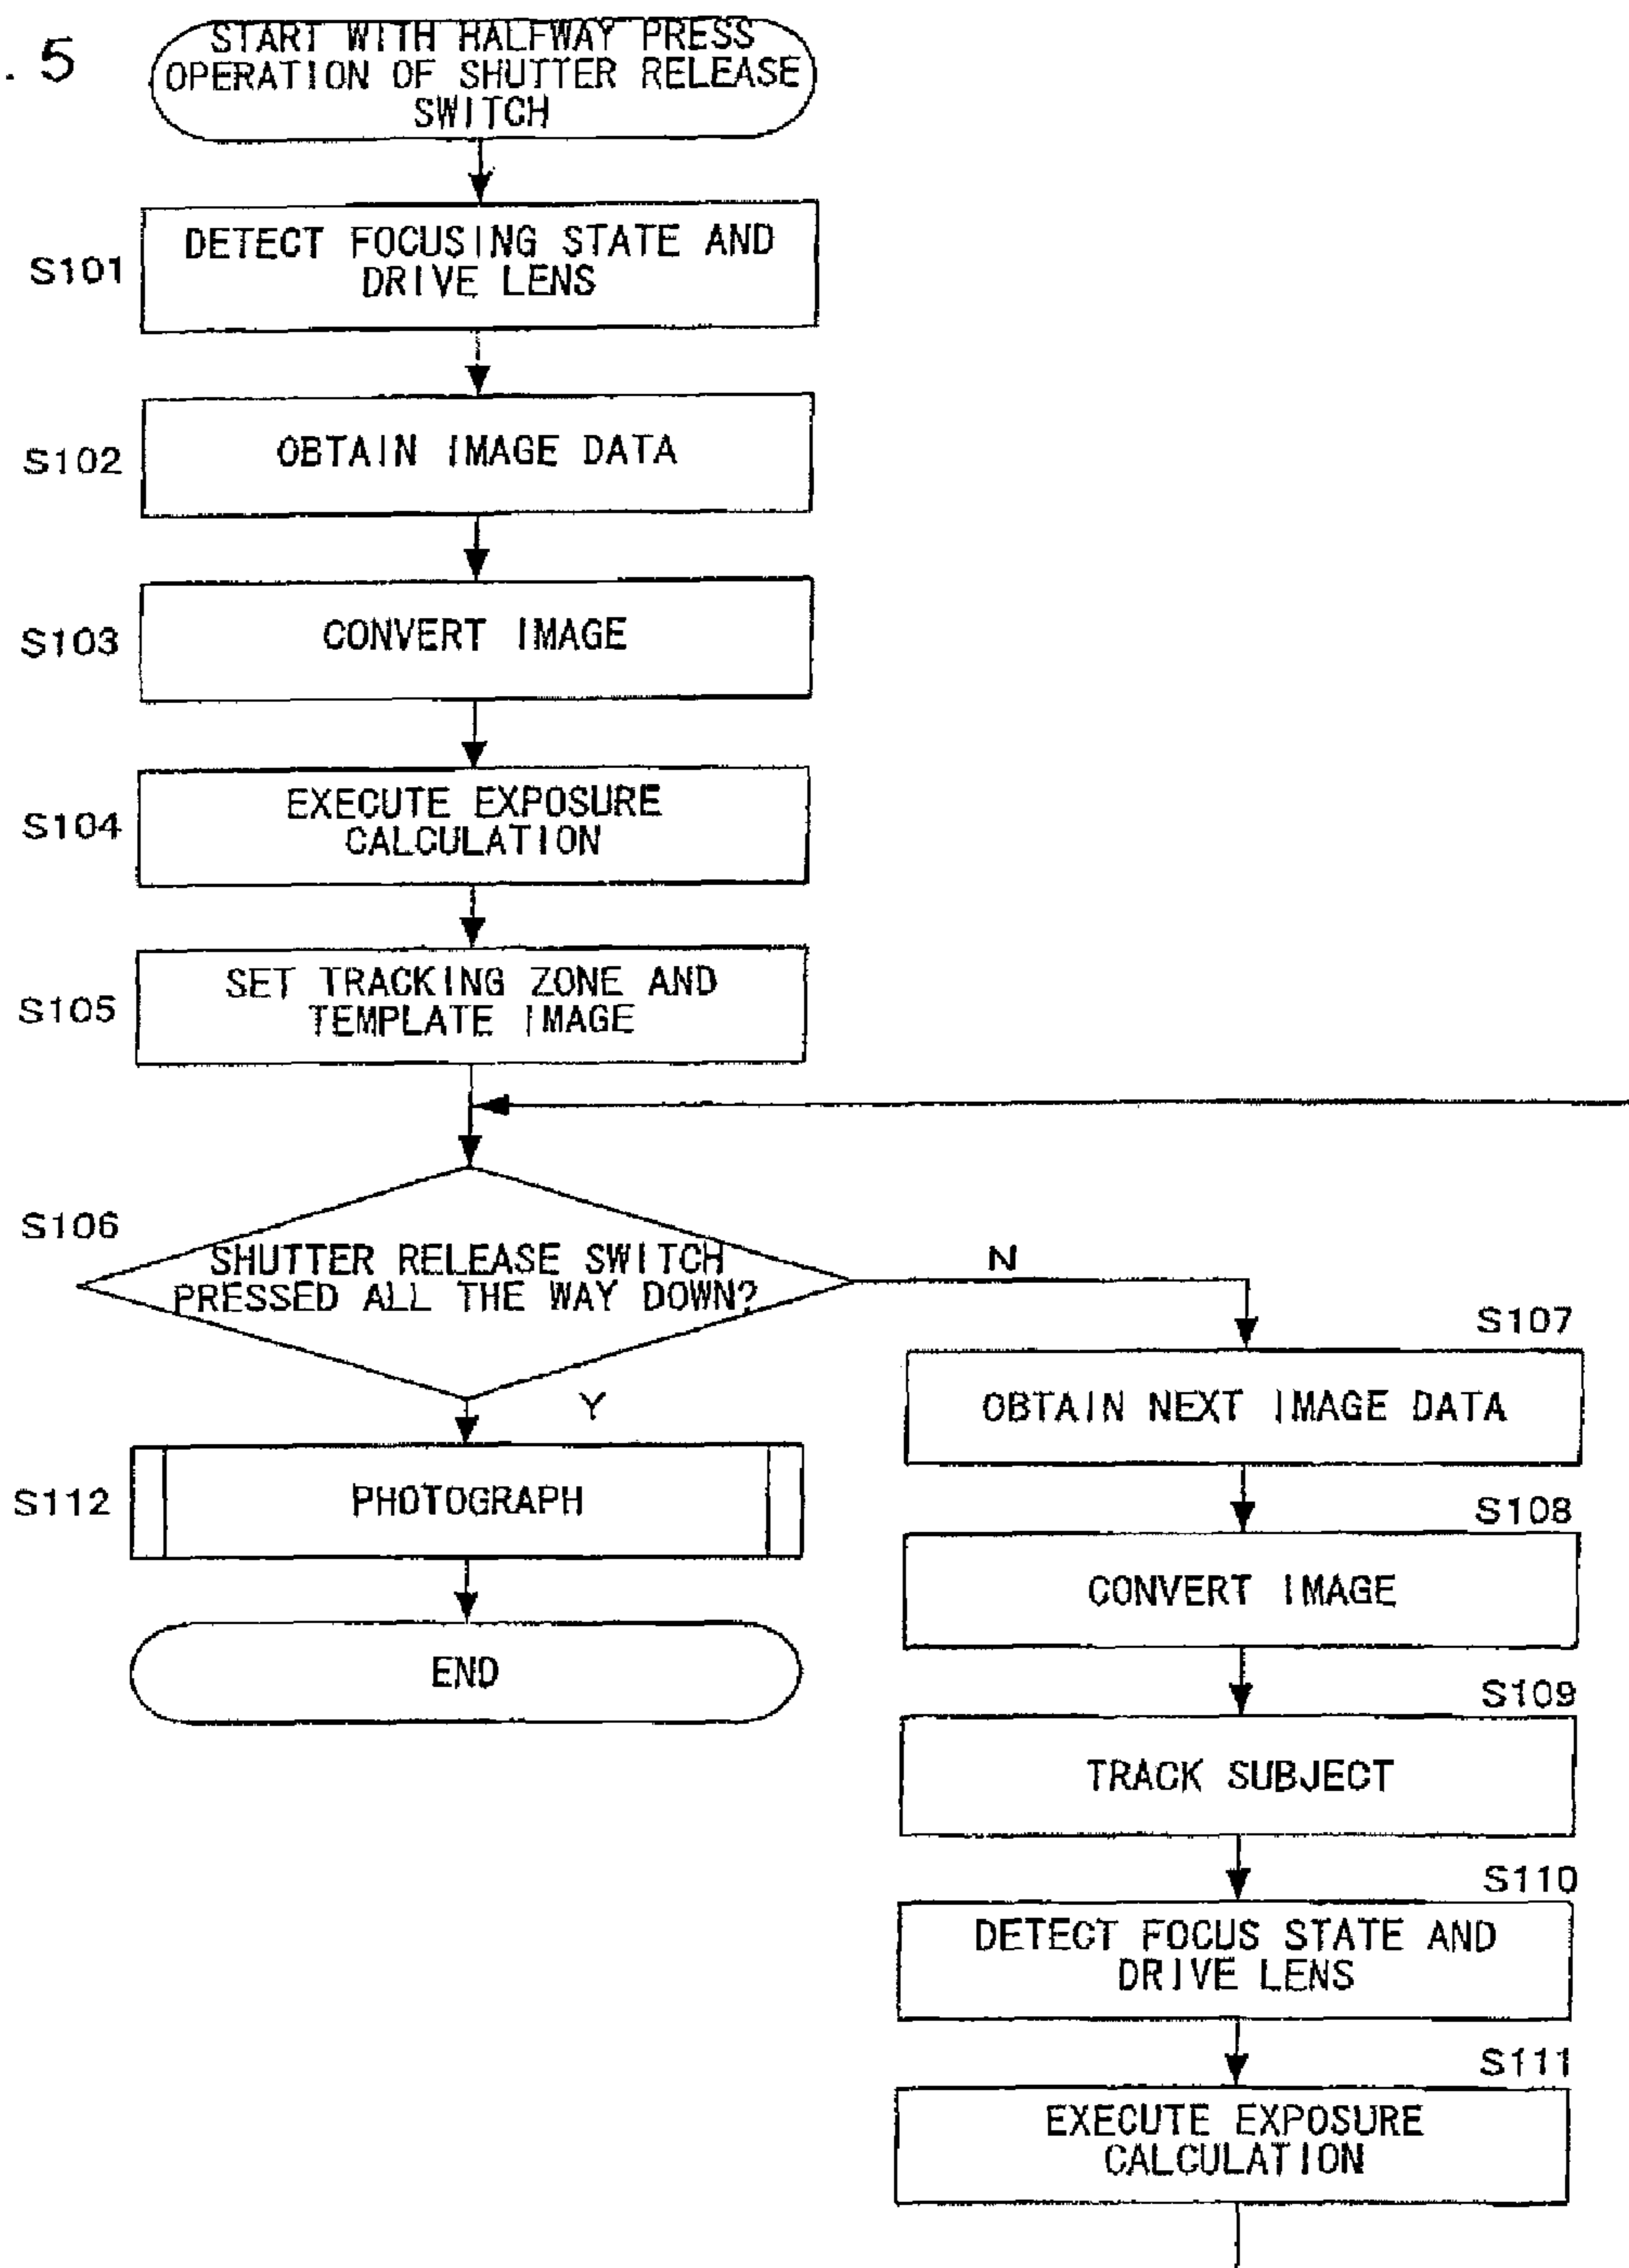 . 5
START WITH HALFWAY PRESS
OPERATION OF SHUTTER RELEASE
SWITCH
S101
DETECT FOCUSING STATE AND
DRIVE LENS
S102
OBTAIN IMAGE DATA
S103
CONVERT IMAGE
S104
EXECUTE EXPOSURE
CALCULATION
S105
SET TRACKING ZONE AND
TEMPLATE IMAGE
S106
SHUTTER RELEASE SWITCH
PRESSED ALL THE WAY DOWN?
N
Y
S112
PHOTOGRAPH
END
S107
OBTAIN NEXT IMAGE DATA
S108
CONVERT IMAGE
S109
TRACK SUBJECT
S110
DETECT FOCUS STATE AND
DRIVE LENS
S111
EXECUTE EXPOSURE
CALCULATION